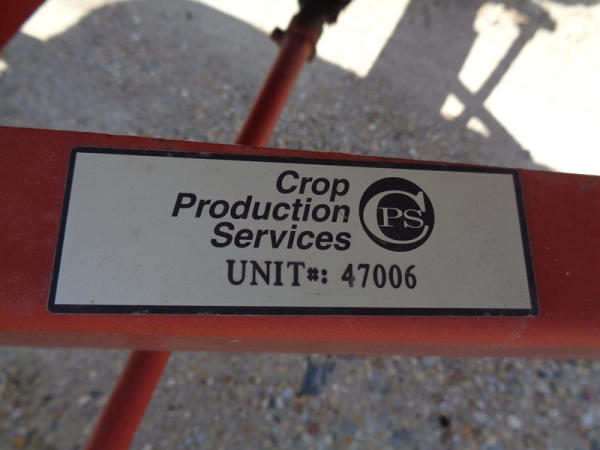 Crop
Production
Services
CPS
UNIT#: 47006